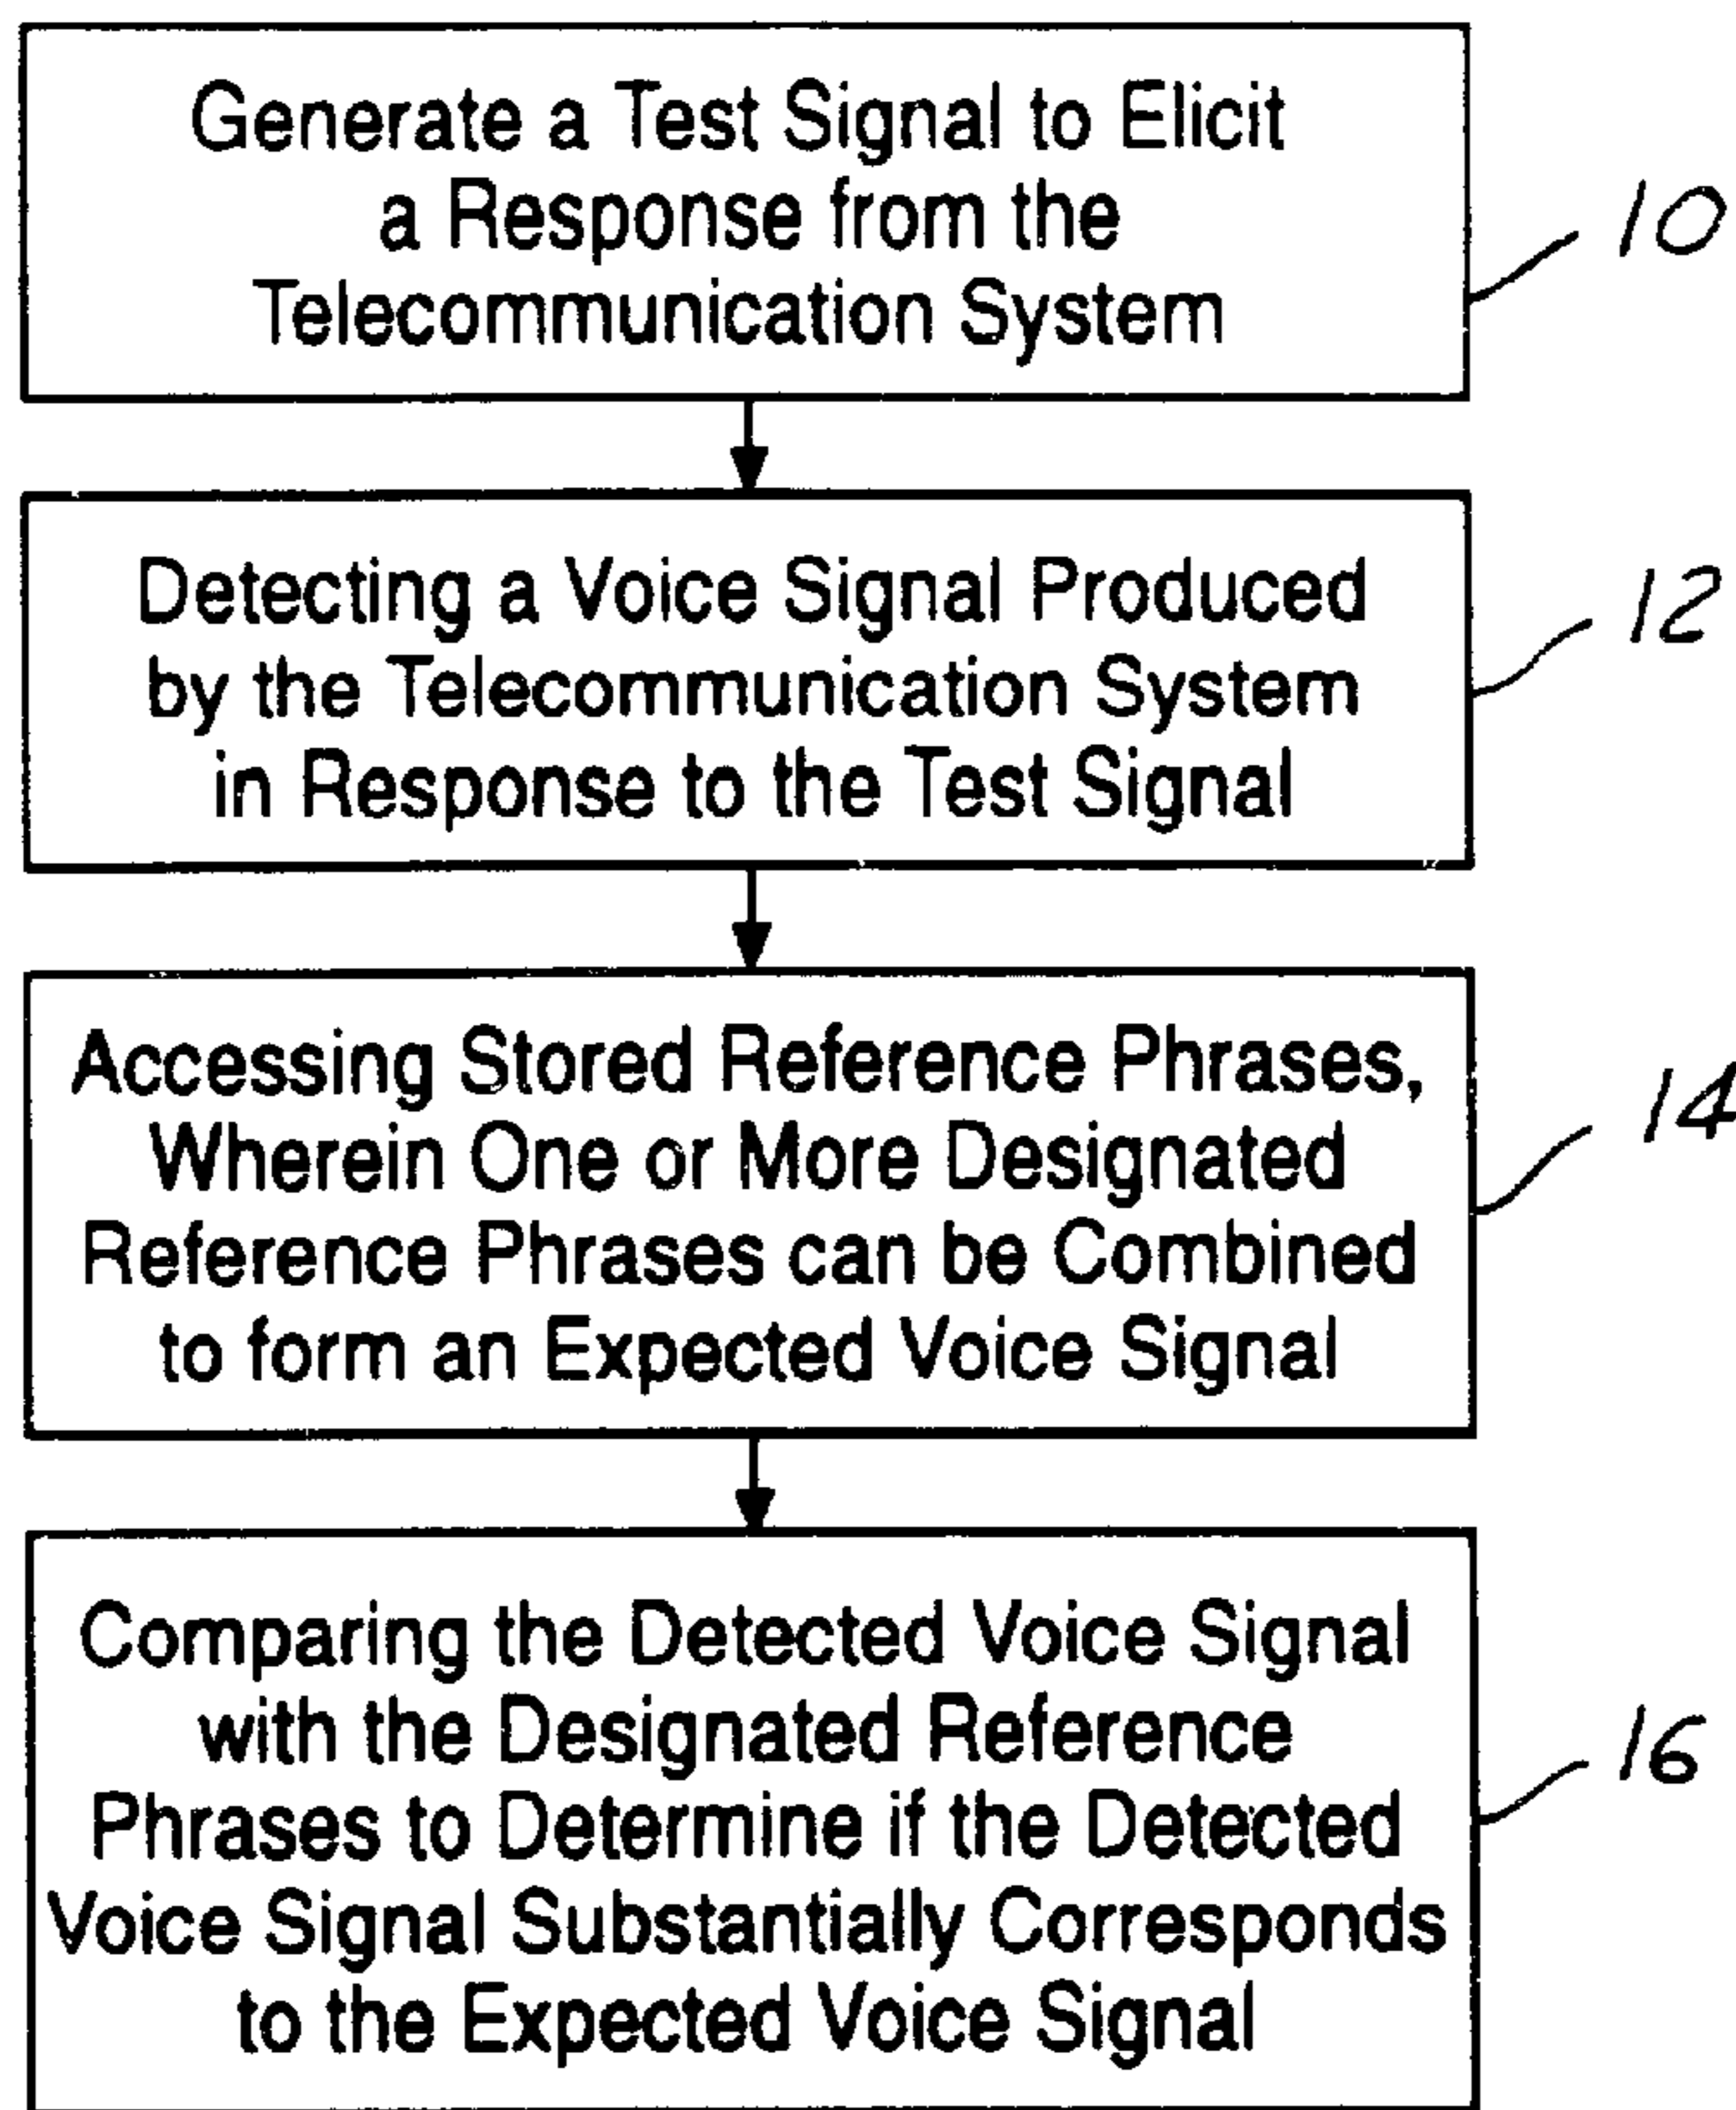 Generate a Test Signal to Elicit
a Response from the
Telecommunication System
10
Detecting a Voice Signal Produced
by the Telecommunication System
in Response to the Test Signal
12
Accessing Stored Reference Phrases,
Wherein One or More Designated
Reference Phrases can be Combined
to form an Expected Voice Signal
14
Comparing the Detected Voice Signal
with the Designated Reference
Phrases to Determine if the Detected
Voice Signal Substantially Corresponds
to the Expected Voice Signal
16